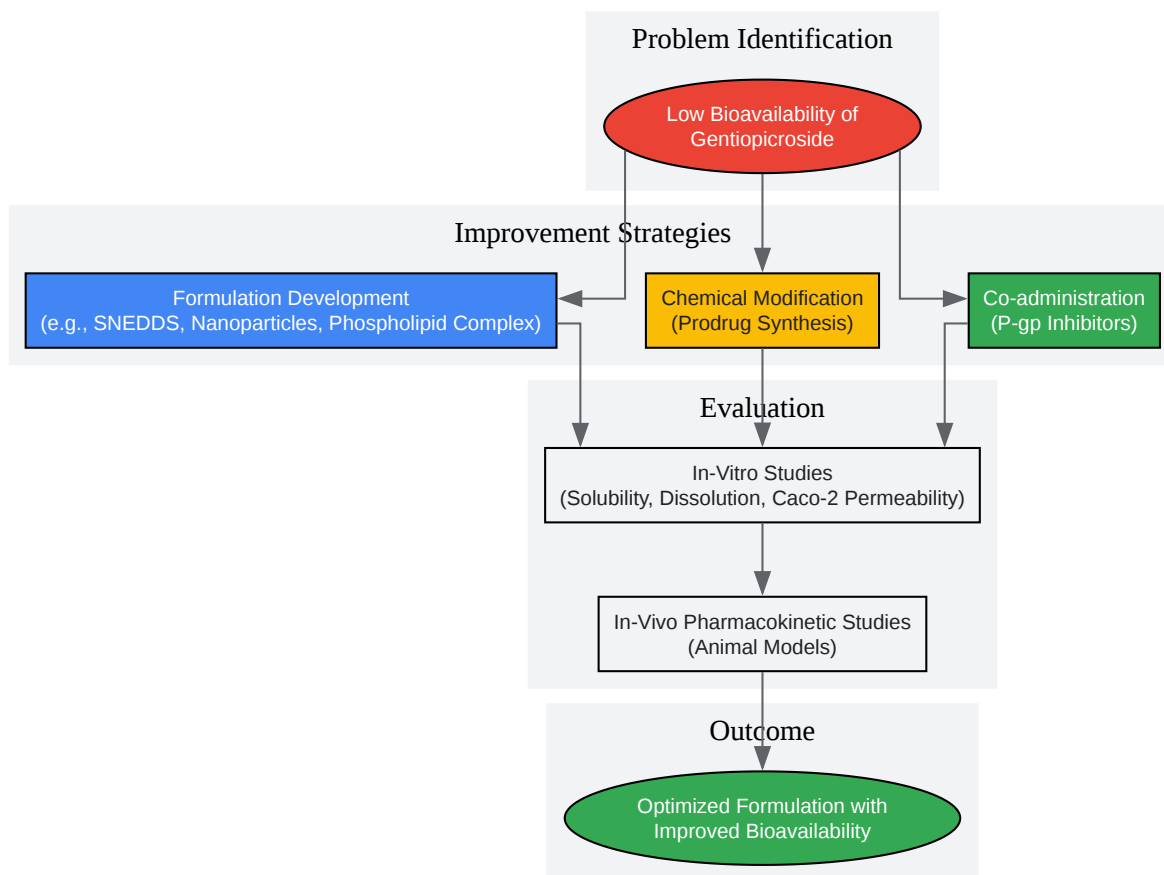 Problem Identification
Low Bioavailability of
Gentiopicroside
Improvement Strategies
Formulation Development
(e.g., SNEDDS, Nanoparticles, Phospholipid Complex)
Chemical Modification
(Prodrug Synthesis)
Co-administration
(P-gp Inhibitors)
Evaluation
In-Vitro Studies
(Solubility, Dissolution, Caco-2 Permeability)
In-Vivo Pharmacokinetic Studies
(Animal Models)
Outcome
Optimized Formulation with
Improved Bioavailability